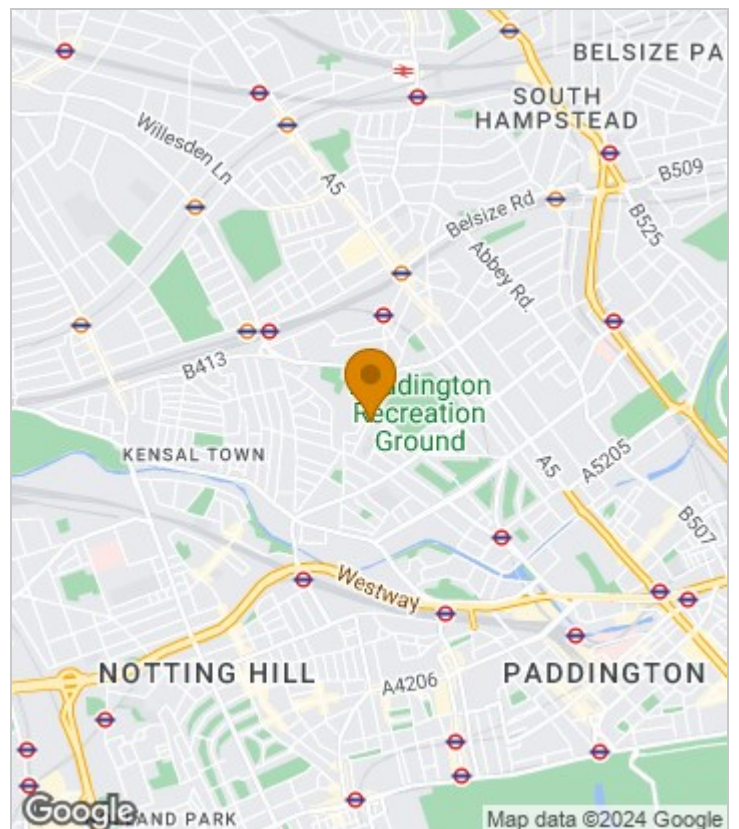 BELSIZE PA
SOUTH
HAMPSTEAD
Willesden Ln
A5
B509
Belsize Rd
B525
Abbey Rd.
B413
dington
Recreation
Ground
KENSAL TOWN
A5
A5205
B507
Westway
NOTTING HILL
PADDINGTON
A4206
Google
AND PARK
Map data ©2024 Google